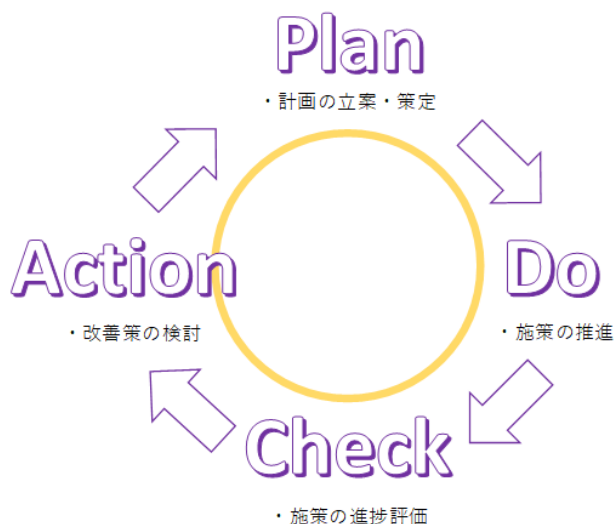 Plan
・計画の立案・策定
Do
・施策の推進
Check
・施策の進捗評価
Action
・改善策の検討